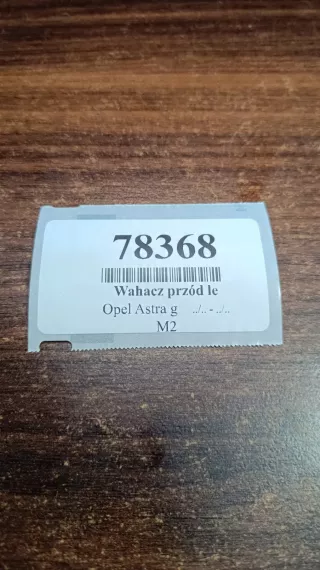 78368
Wahacz przód le
Opel Astra g ../.. - ../..
M2